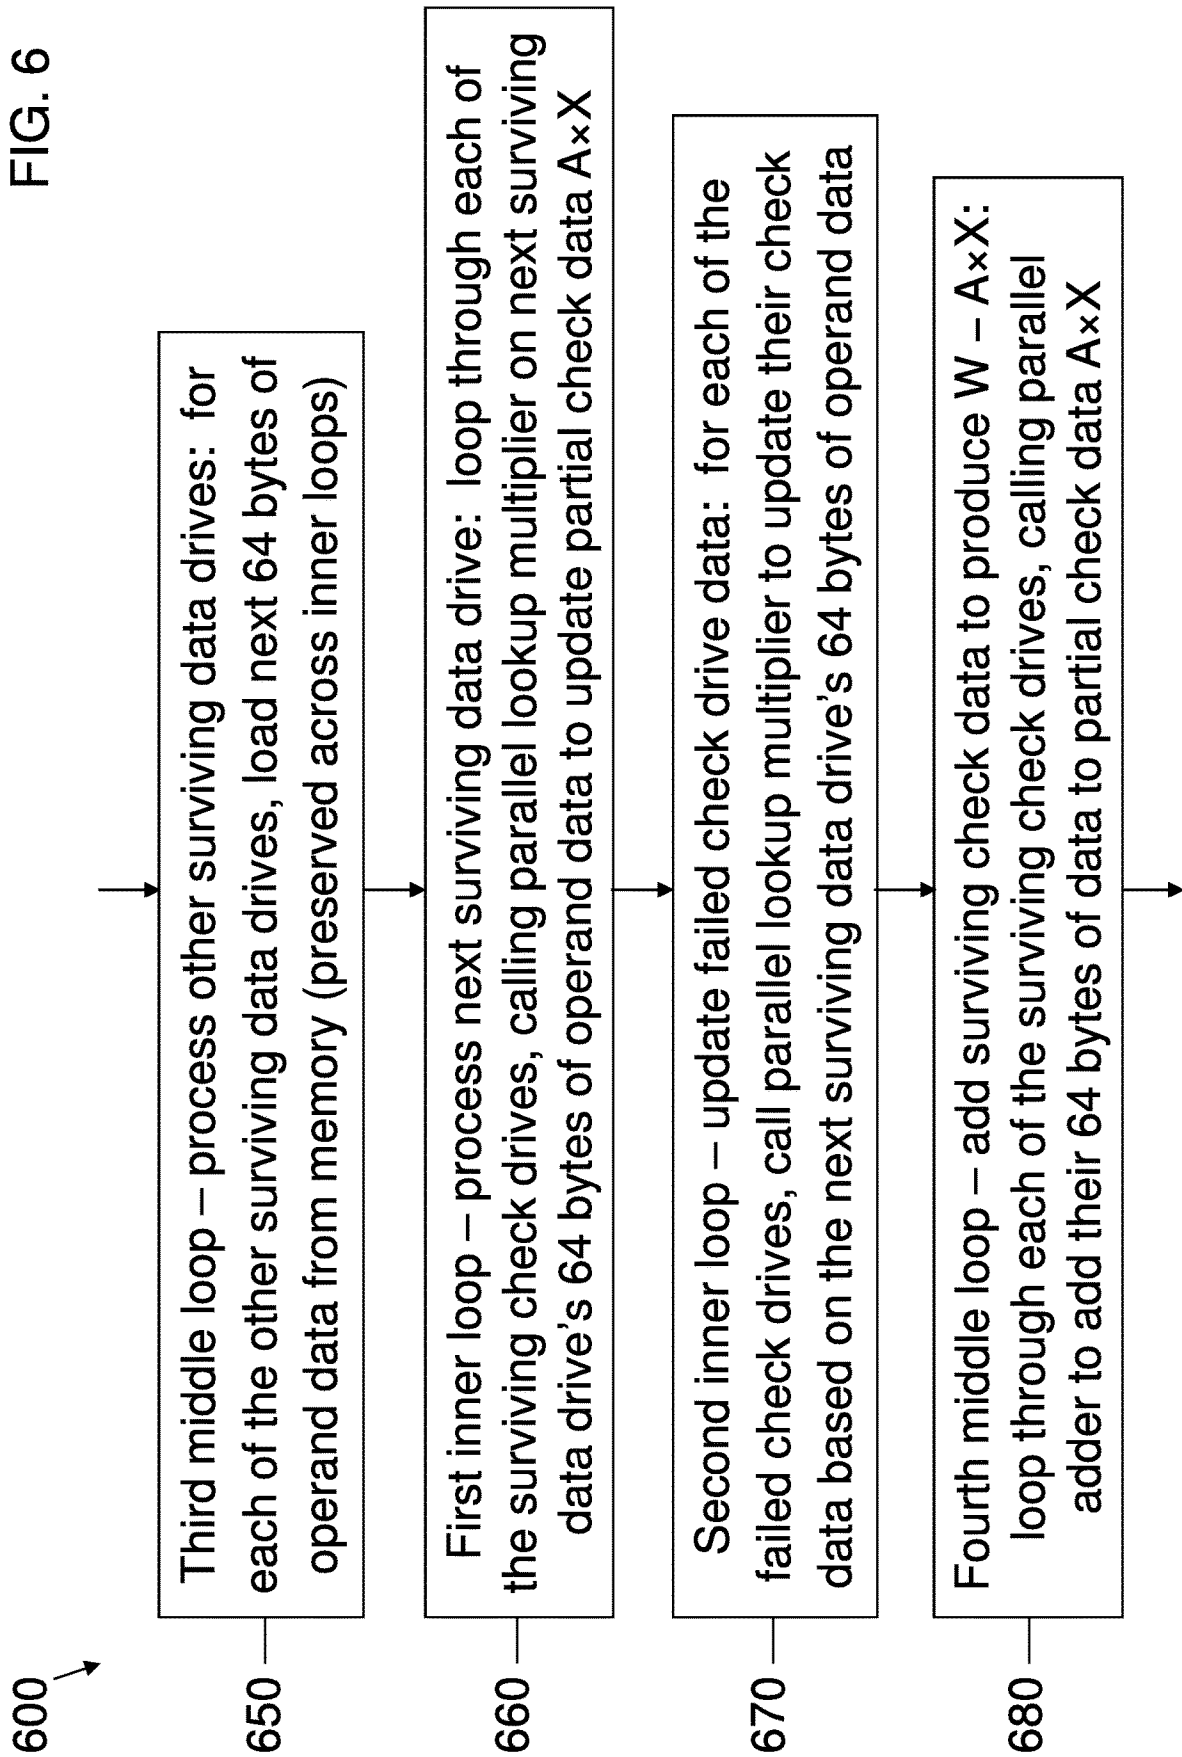 FIG. 6
600
650
Third middle loop – process other surviving data drives: for
each of the other surviving data drives, load next 64 bytes of
operand data from memory (preserved across inner loops)
660
First inner loop – process next surviving data drive: loop through each of
the surviving check drives, calling parallel lookup multiplier on next surviving
data drive's 64 bytes of operand data to update partial check data A×X
670
Second inner loop – update failed check drive data: for each of the
failed check drives, call parallel lookup multiplier to update their check
data based on the next surviving data drive's 64 bytes of operand data
680
Fourth middle loop – add surviving check data to produce W – A×X:
loop through each of the surviving check drives, calling parallel
adder to add their 64 bytes of data to partial check data A×X